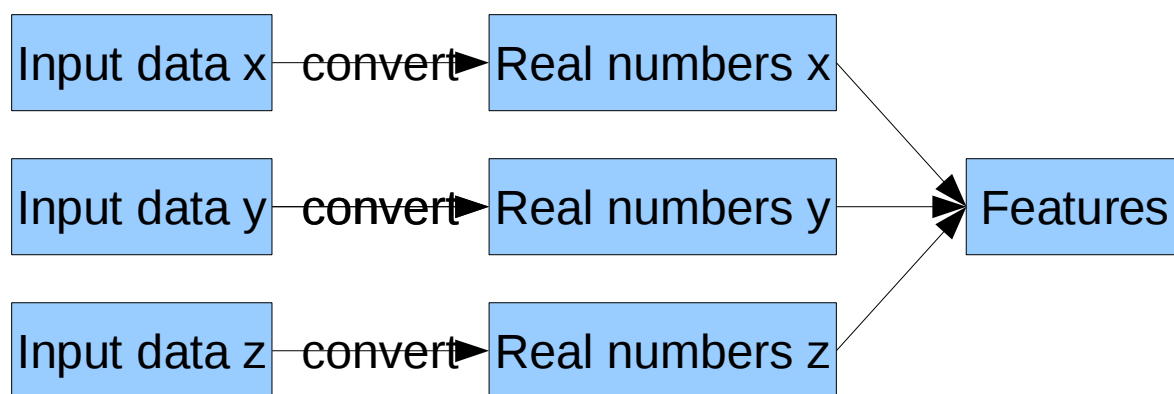 Input data x convert Real numbers x
Input data y convert Real numbers y Features
Input data z convert Real numbers z